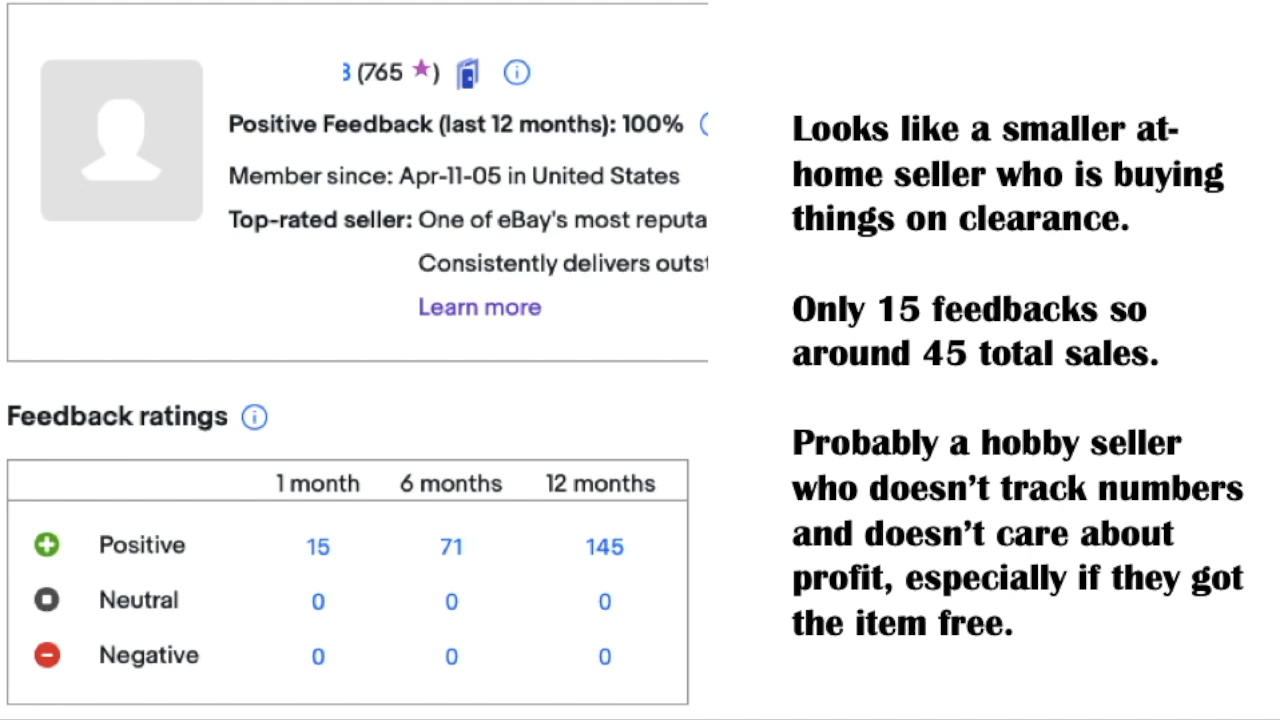 3 (765 ★)
Positive Feedback (last 12 months): 100%
Member since: Apr-11-05 in United States
Top-rated seller: One of eBay's most reputa
Consistently delivers outst
Learn more
Feedback ratings
1 month 6 months 12 months
Positive 15 71 145
Neutral 0 0 0
Negative 0 0 0
Looks like a smaller at-
home seller who is buying
things on clearance.
Only 15 feedbacks so
around 45 total sales.
Probably a hobby seller
who doesn't track numbers
and doesn't care about
profit, especially if they got
the item free.